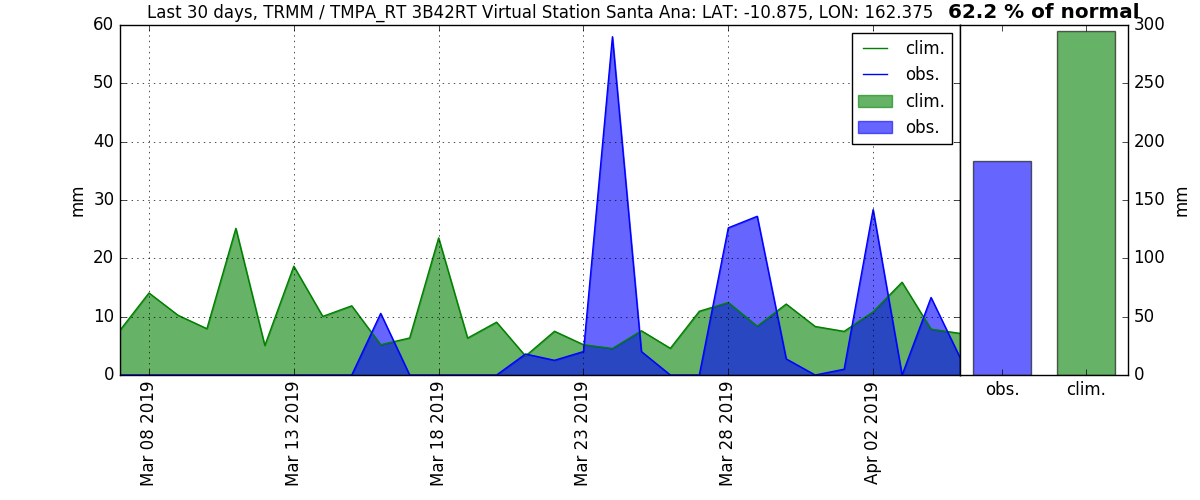 Last 30 days, TRMM / TMPA_RT 3B42RT Virtual Station Santa Ana: LAT: -10.875, LON: 162.375
62.2 % of normal
60
50
40
30
20
10
0
mm
clim.
obs.
clim.
obs.
Mar 08 2019
Mar 13 2019
Mar 18 2019
Mar 23 2019
Mar 28 2019
Apr 02 2019
300
250
200
150
100
50
0
mm
obs.
clim.